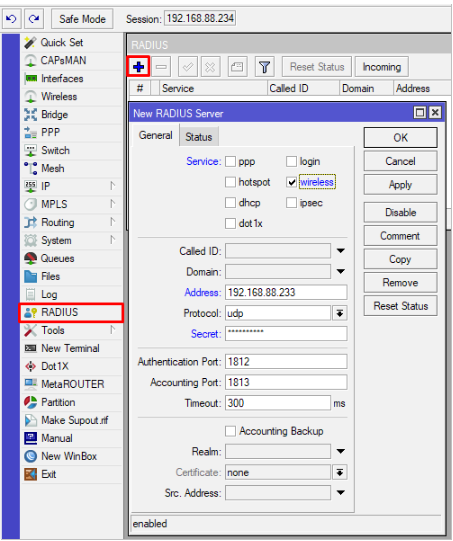 Safe Mode Session: 192.168.88.234
Quick Set
CAPsMAN
Interfaces
Wireless
Bridge
PPP
Switch
Mesh
IP
MPLS
Routing
System
Queues
Files
Log
RADIUS
Tools
New Terminal
Dot1X
MetaROUTER
Partition
Make Supout.rif
Manual
New WinBox
Exit
RADIUS
Reset Status Incoming
# Service Called ID Domain Address
New RADIUS Server
General Status
Service: ppp login
hotspot wireless
dhcp ipsec
dot1x
Called ID:
Domain:
Address: 192.168.88.233
Protocol: udp
Secret: **********
Authentication Port: 1812
Accounting Port: 1813
Timeout: 300 ms
Accounting Backup
Realm:
Certificate: none
Src. Address:
enabled
OK
Cancel
Apply
Disable
Comment
Copy
Remove
Reset Status